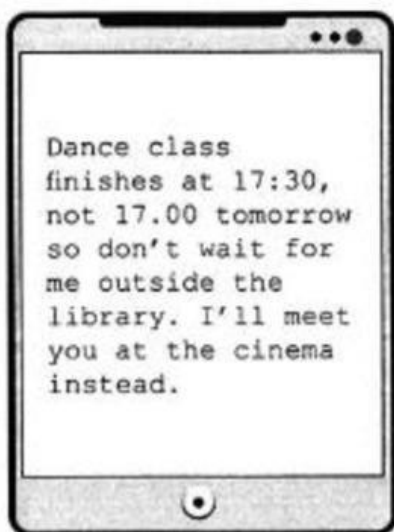 Dance class
finishes at 17:30,
not 17.00 tomorrow
so don't wait for
me outside the
library. I'll meet
you at the cinema
instead.